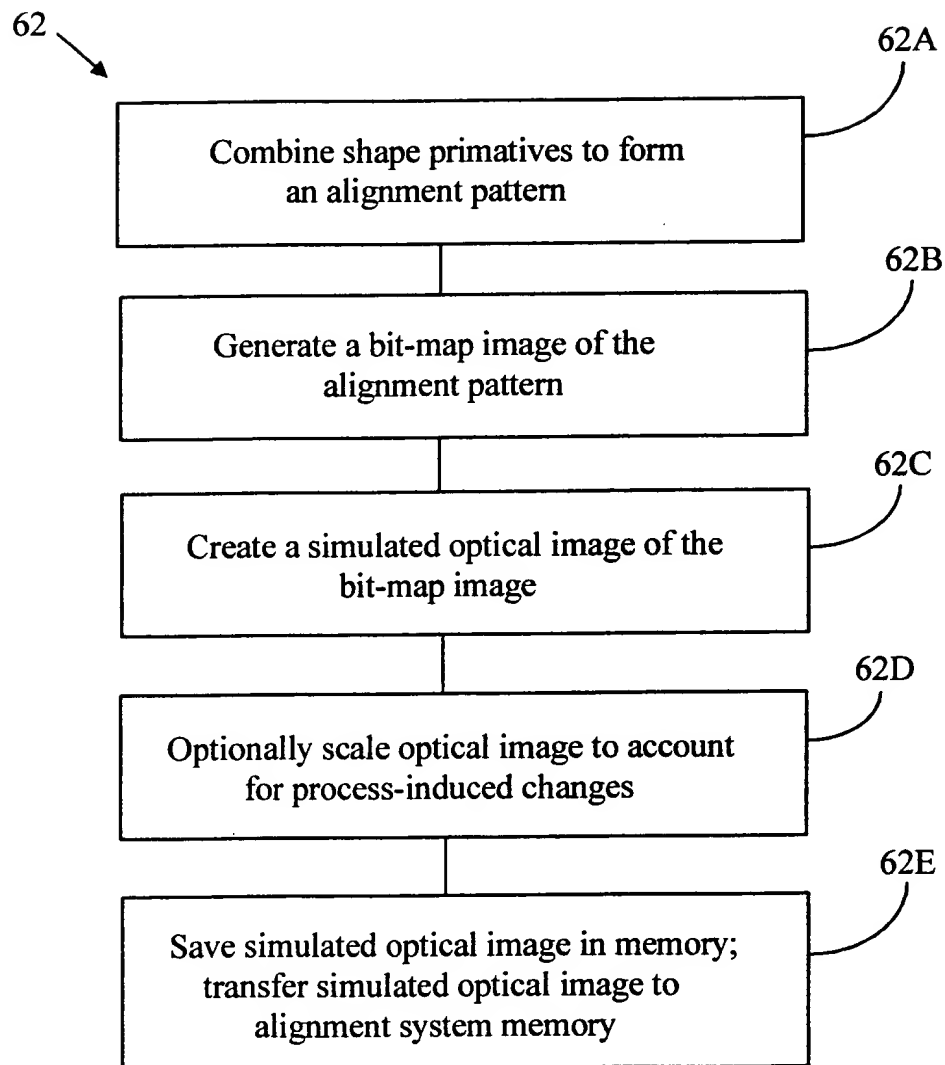 62
62A
Combine shape primatives to form
an alignment pattern
62B
Generate a bit-map image of the
alignment pattern
62C
Create a simulated optical image of the
bit-map image
62D
Optionally scale optical image to account
for process-induced changes
62E
Save simulated optical image in memory;
transfer simulated optical image to
alignment system memory